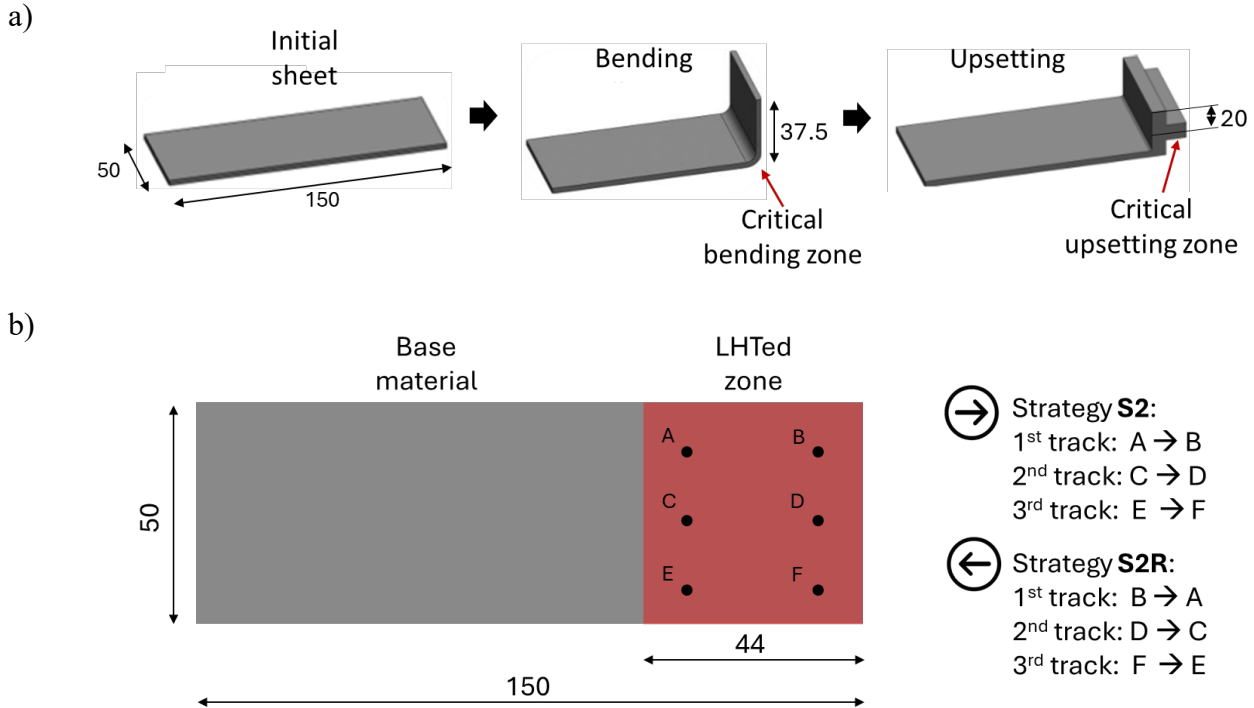 a)
Initial
sheet
50
150
Bending
37.5
Critical
bending zone
Upsetting
20
Critical
upsetting zone
b)
Base
material
LHTed
zone
A
B
C
D
E
F
50
44
150
Strategy S2:
1st track: A → B
2nd track: C → D
3rd track: E → F
Strategy S2R:
1st track: B → A
2nd track: D → C
3rd track: F → E